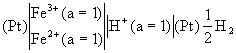 (Pt)|Fe³⁺(a = 1)||H⁺(a = 1)|(Pt) 1/2 H₂
|Fe²⁺(a = 1)|